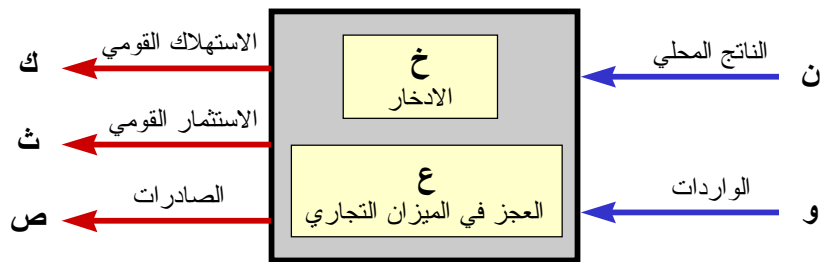 الناتج المحلي
ن
الواردات
و
خ
الادخار
ع
العجز في الميزان التجاري
الاستهلاك القومي
ك
الاستثمار القومي
ث
الصادرات
ص